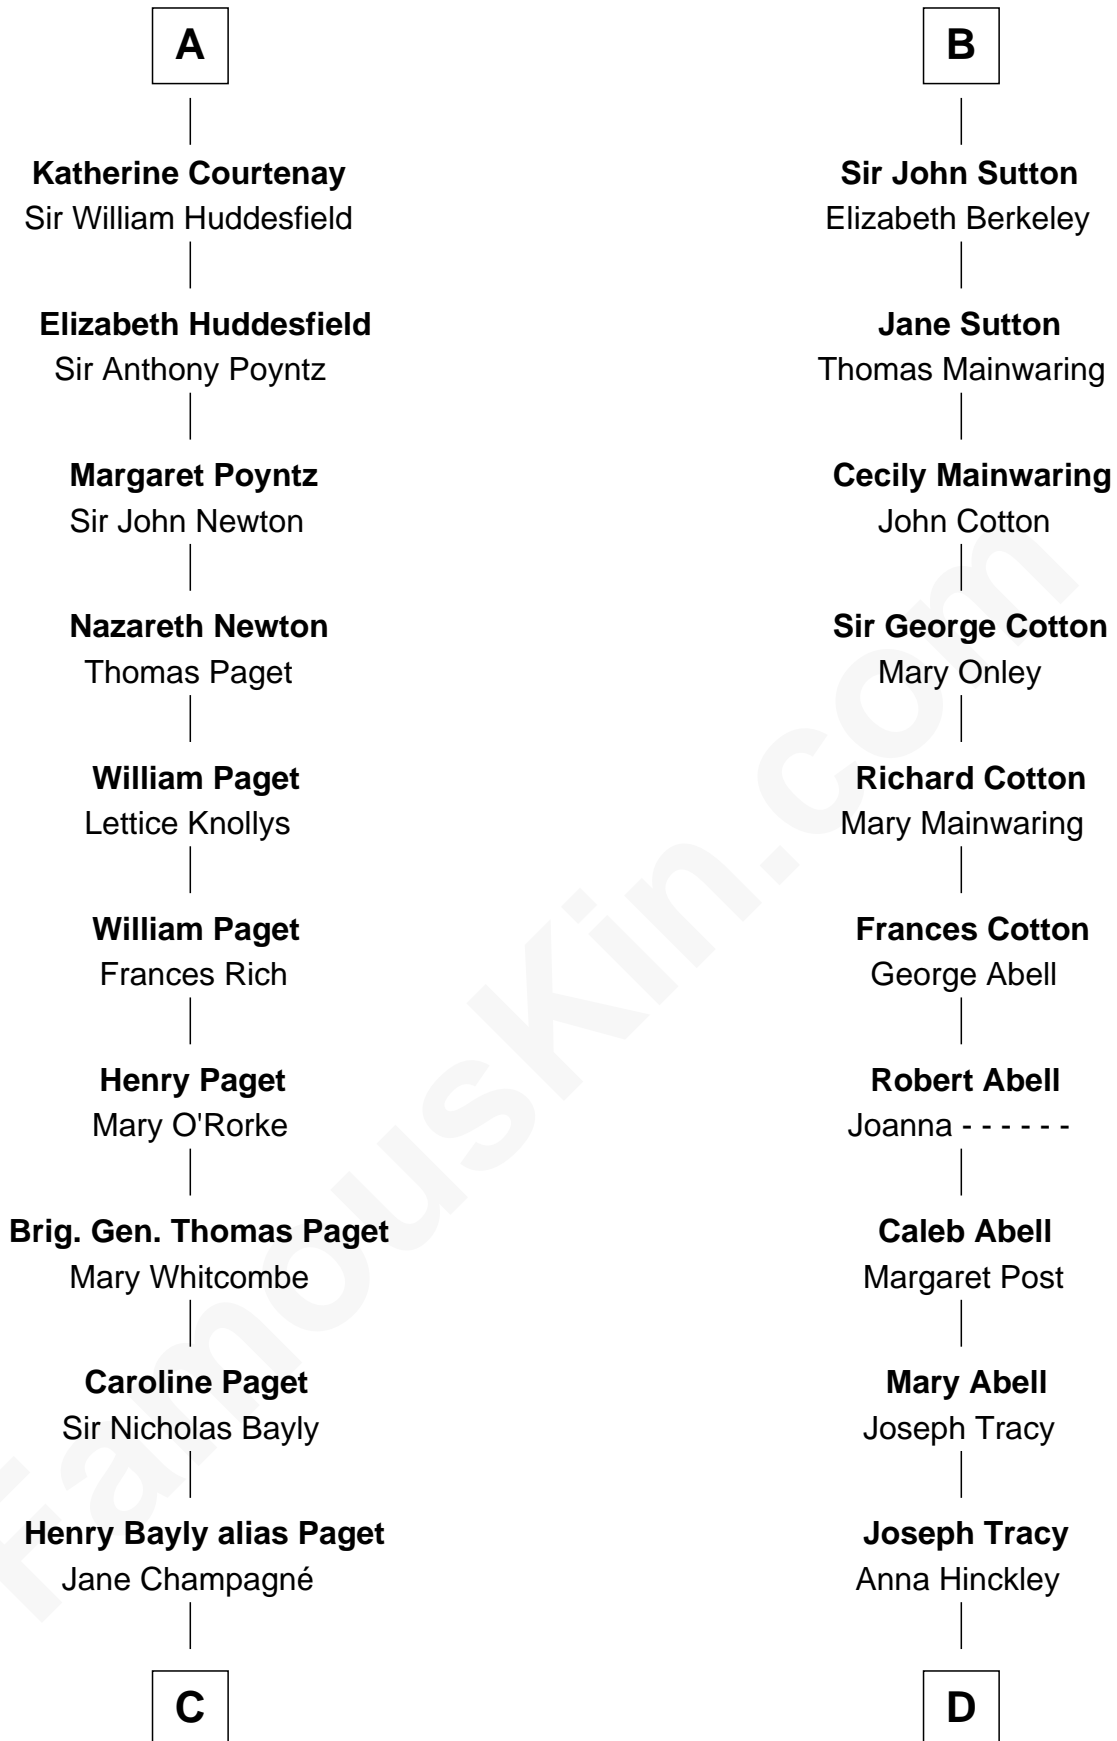 A
Katherine Courtenay
Sir William Huddesfield
Elizabeth Huddesfield
Sir Anthony Poyntz
Margaret Poyntz
Sir John Newton
Nazareth Newton
Thomas Paget
William Paget
Lettice Knollys
William Paget
Frances Rich
Henry Paget
Mary O'Rorke
Brig. Gen. Thomas Paget
Mary Whitcombe
Caroline Paget
Sir Nicholas Bayly
Henry Bayly alias Paget
Jane Champagné
C
B
Sir John Sutton
Elizabeth Berkeley
Jane Sutton
Thomas Mainwaring
Cecily Mainwaring
John Cotton
Sir George Cotton
Mary Onley
Richard Cotton
Mary Mainwaring
Frances Cotton
George Abell
Robert Abell
Joanna - - - - - -
Caleb Abell
Margaret Post
Mary Abell
Joseph Tracy
Joseph Tracy
Anna Hinckley
D
FamousKin.com